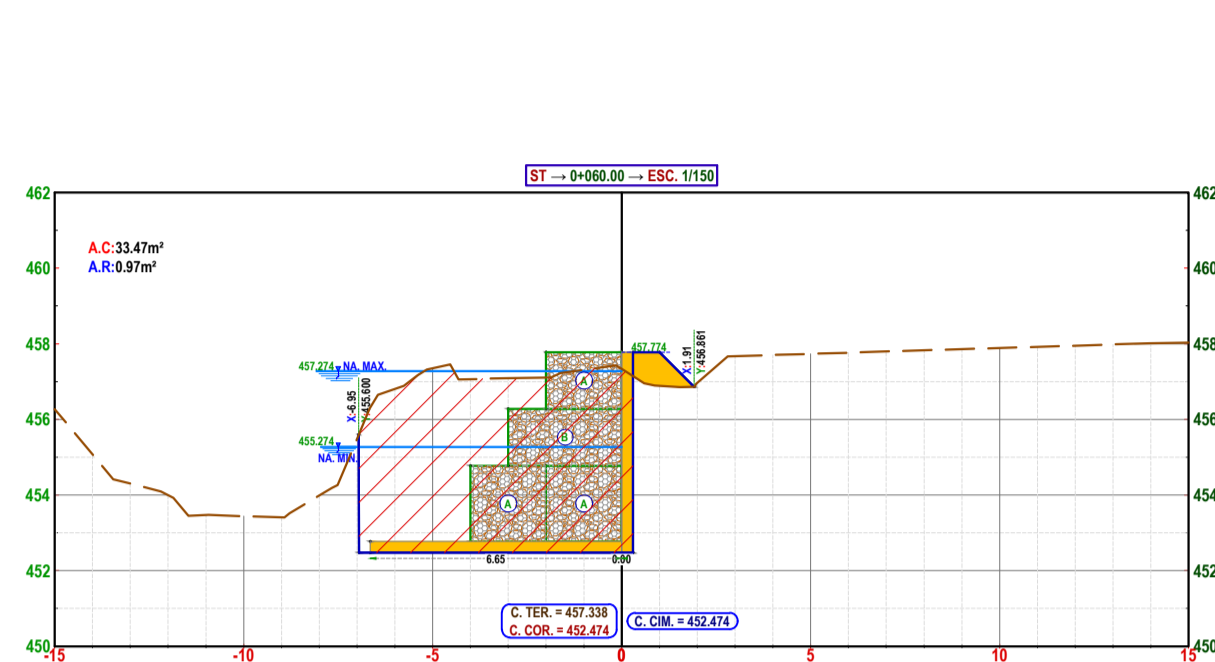 ST → 0+060.00 → ESC. 1/150
462
462
A.C:33.47m²
A.R:0.97m²
460
460
458
458
457.774
X:1.91
Y:456.861
457.274
NA. MAX.
X:-6.95
Y:455.600
A
456
456
B
455.274
NA. MIN.
454
454
A
A
6.65
0.00
452
452
C. TER. = 457.338
C. COR. = 452.474
C. CIM. = 452.474
450
450
-15
-10
-5
0
5
10
15